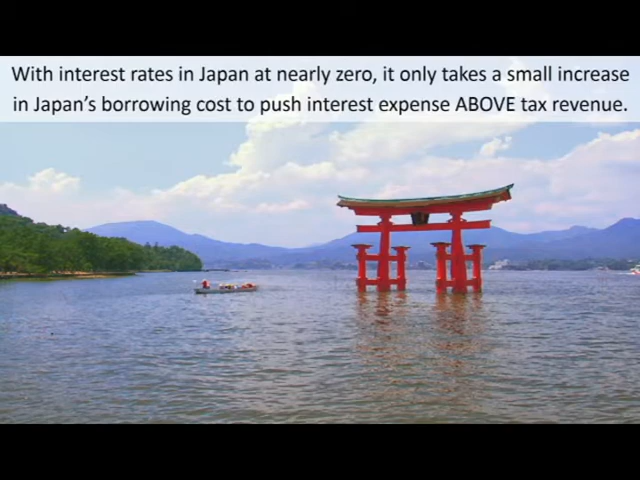 With interest rates in Japan at nearly zero, it only takes a small increase
in Japan’s borrowing cost to push interest expense ABOVE tax revenue.